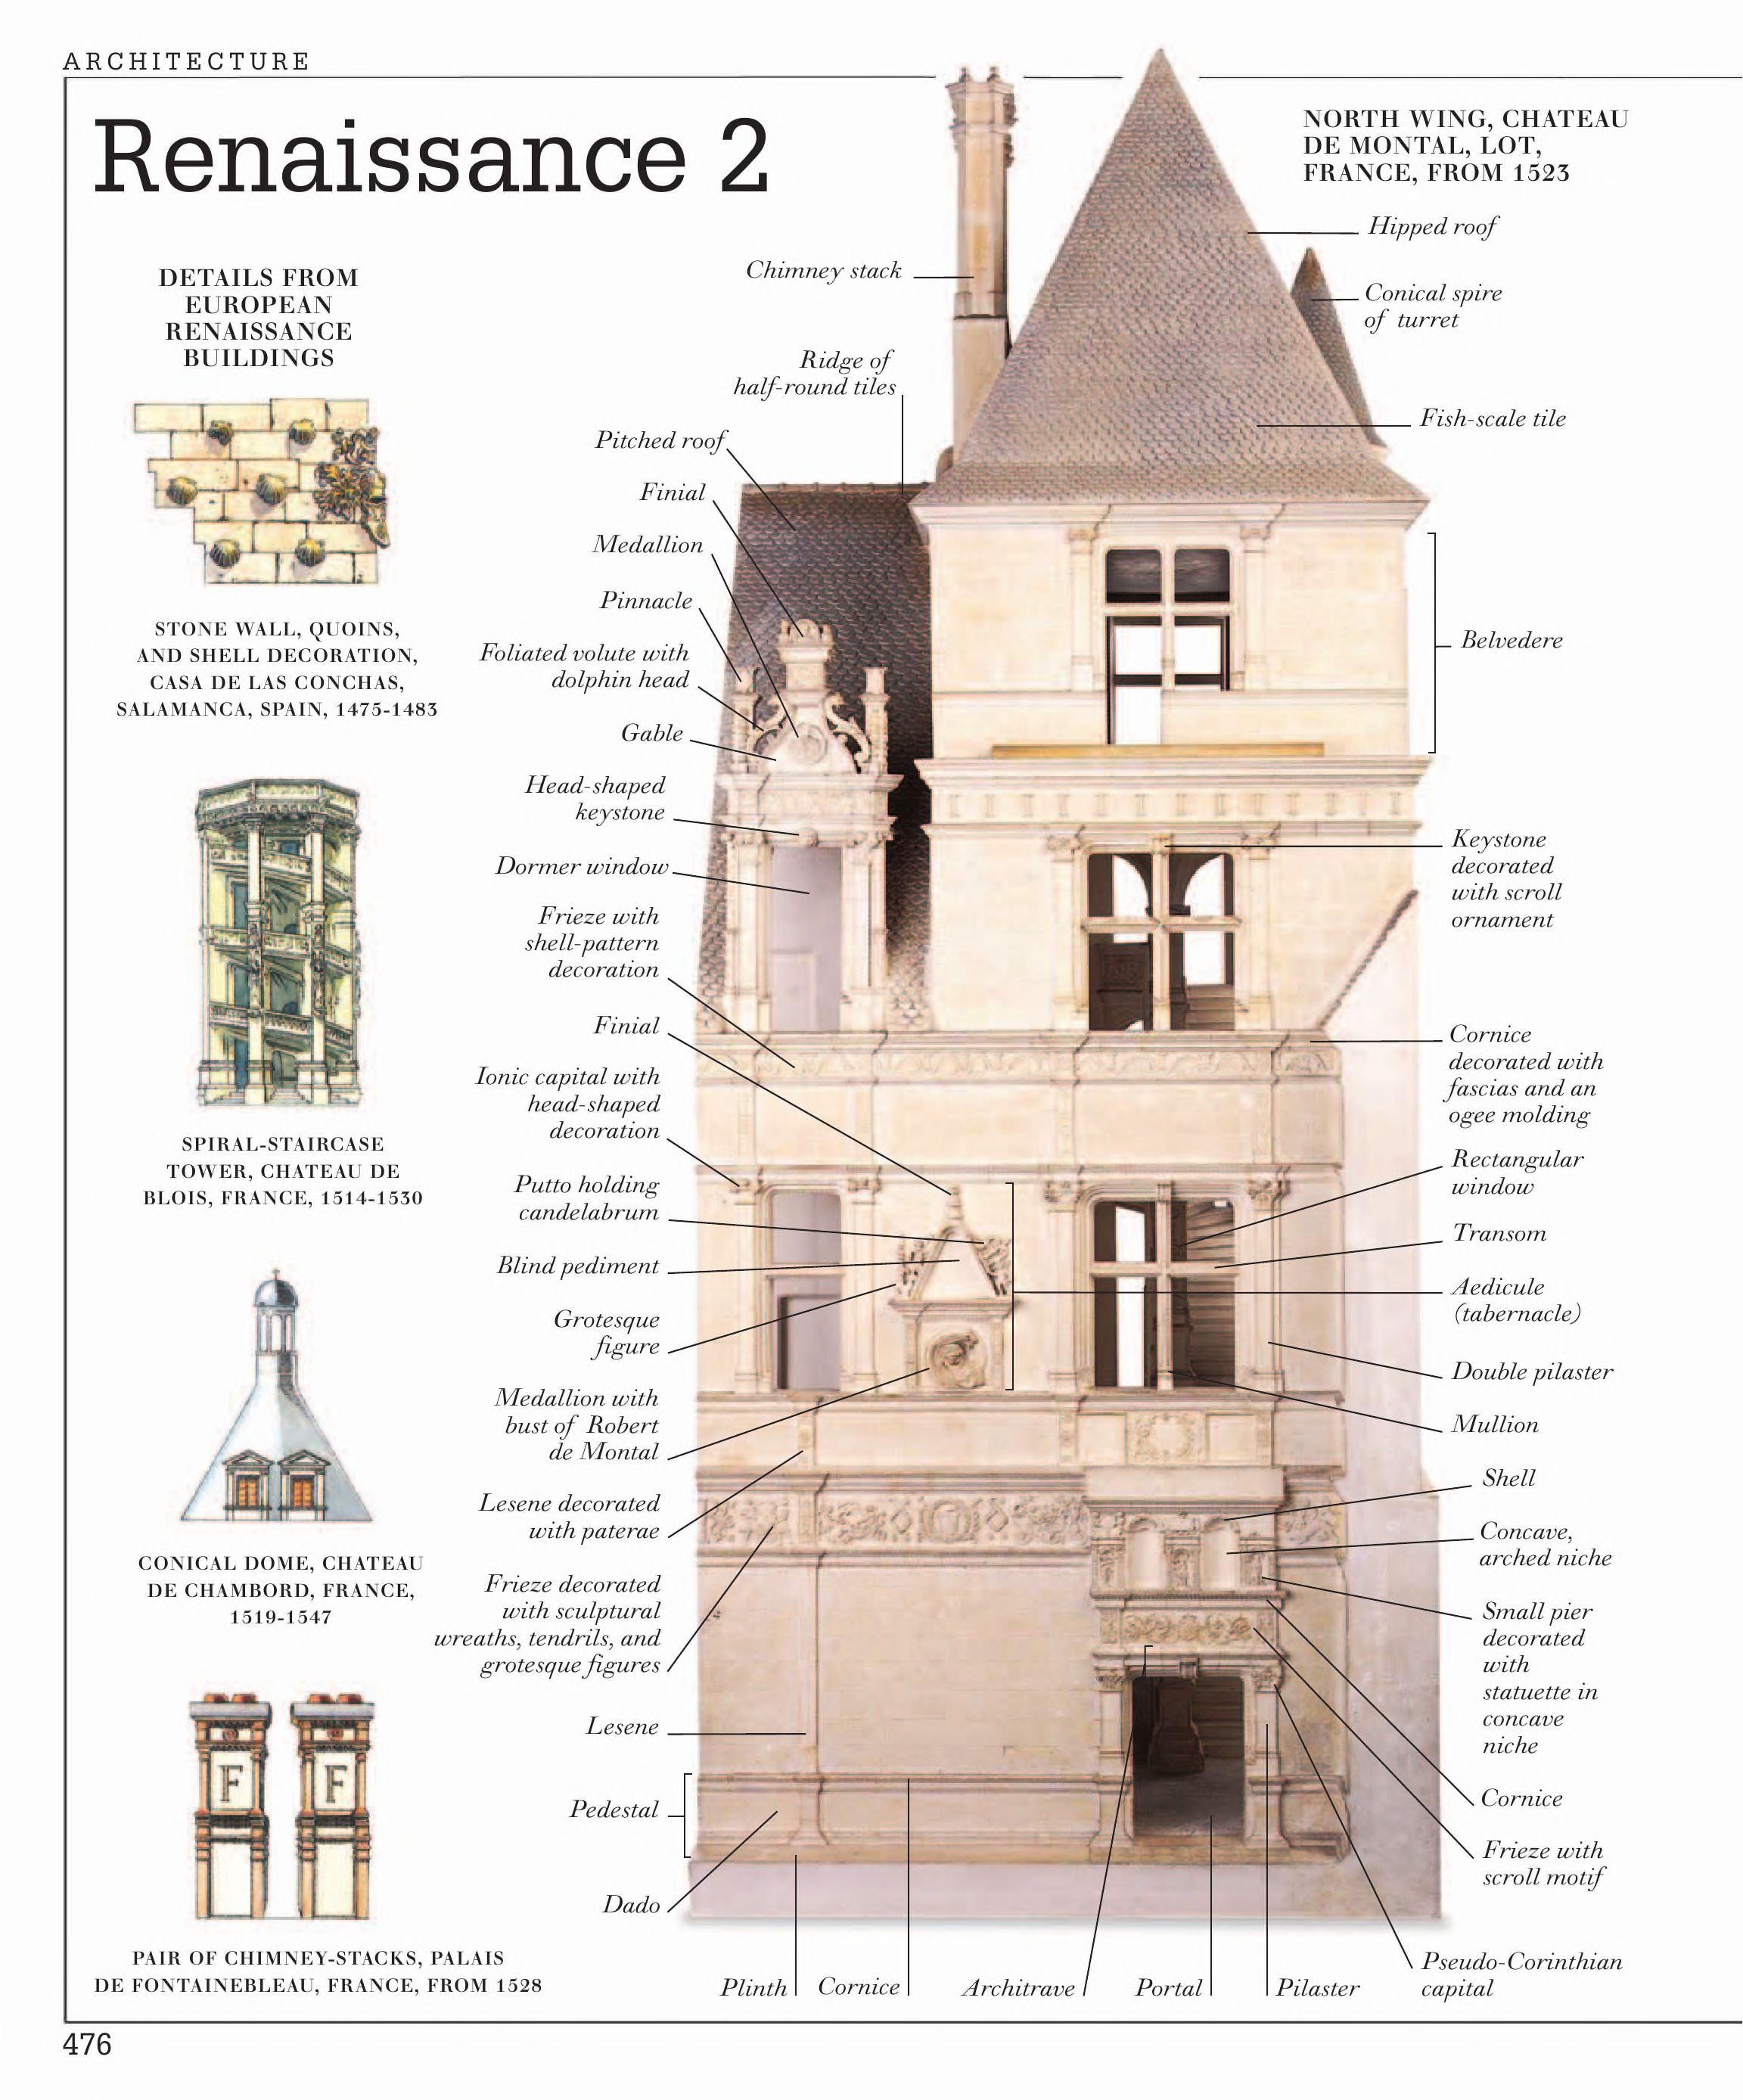 ARCHITECTURE
Renaissance 2
NORTH WING, CHATEAU
DE MONTAL, LOT,
FRANCE, FROM 1523
DETAILS FROM
EUROPEAN
RENAISSANCE
BUILDINGS
STONE WALL, QUOINS,
AND SHELL DECORATION,
CASA DE LAS CONCHAS,
SALAMANCA, SPAIN, 1475-1483
SPIRAL-STAIRCASE
TOWER, CHATEAU DE
BLOIS, FRANCE, 1514-1530
CONICAL DOME, CHATEAU
DE CHAMBORD, FRANCE,
1519-1547
F F
PAIR OF CHIMNEY-STACKS, PALAIS
DE FONTAINEBLEAU, FRANCE, FROM 1528
Chimney stack
Ridge of
half-round tiles
Pitched roof
Finial
Medallion
Pinnacle
Foliated volute with
dolphin head
Gable
Head-shaped
keystone
Dormer window
Frieze with
shell-pattern
decoration
Finial
Ionic capital with
head-shaped
decoration
Putto holding
candelabrum
Blind pediment
Grotesque
figure
Medallion with
bust of Robert
de Montal
Lesene decorated
with paterae
Frieze decorated
with sculptural
wreaths, tendrils, and
grotesque figures
Lesene
Pedestal
Dado
Plinth
Cornice
Architrave
Portal
Pilaster
Hipped roof
Conical spire
of turret
Fish-scale tile
Belvedere
Keystone
decorated
with scroll
ornament
Cornice
decorated with
fascias and an
ogee molding
Rectangular
window
Transom
Aedicule
(tabernacle)
Double pilaster
Mullion
Shell
Concave,
arched niche
Small pier
decorated
with
statuette in
concave
niche
Cornice
Frieze with
scroll motif
Pseudo-Corinthian
capital
476